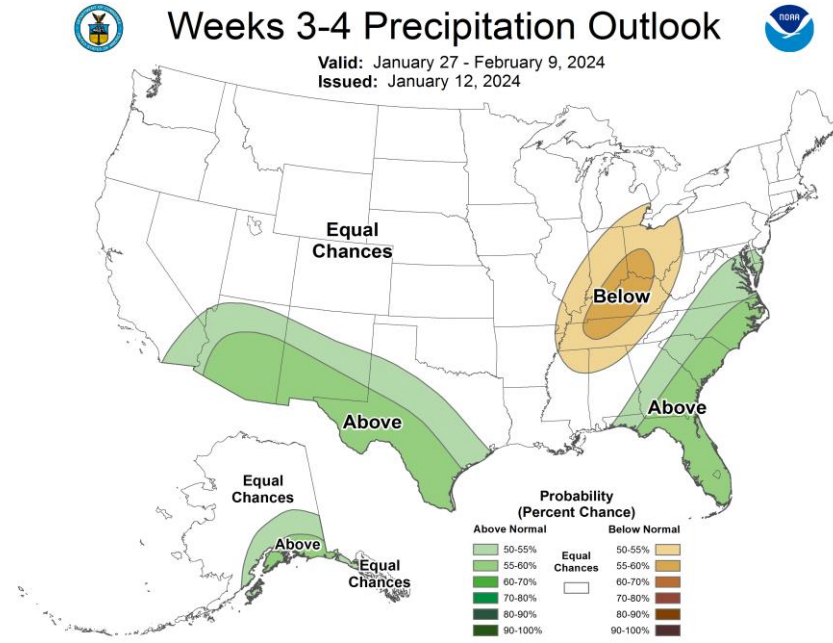 Weeks 3-4 Precipitation Outlook
NOAA
Valid: January 27 - February 9, 2024
Issued: January 12, 2024
Equal
Chances
Below
Above
Above
Equal
Chances
Above
Equal
Chances
Probability
(Percent Chance)
Above Normal
Below Normal
50-55%
55-60%
60-70%
70-80%
80-90%
90-100%
Equal
Chances
50-55%
55-60%
60-70%
70-80%
80-90%
90-100%